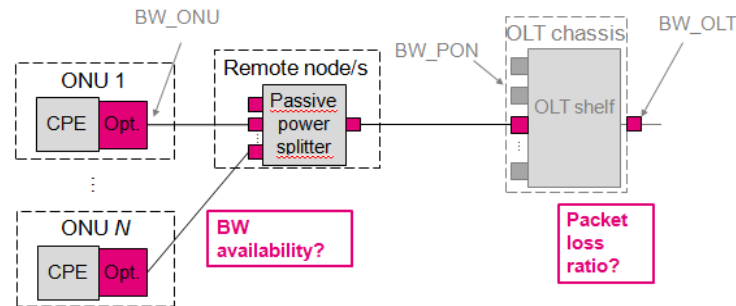 BW_ONU
BW_OLT
OLT chassis
BW_PON
Remote node/s
ONU 1
Passive
power
splitter
CPE
Opt.
OLT shelf
⋮
ONU N
BW
availability?
Packet
loss
ratio?
CPE
Opt.